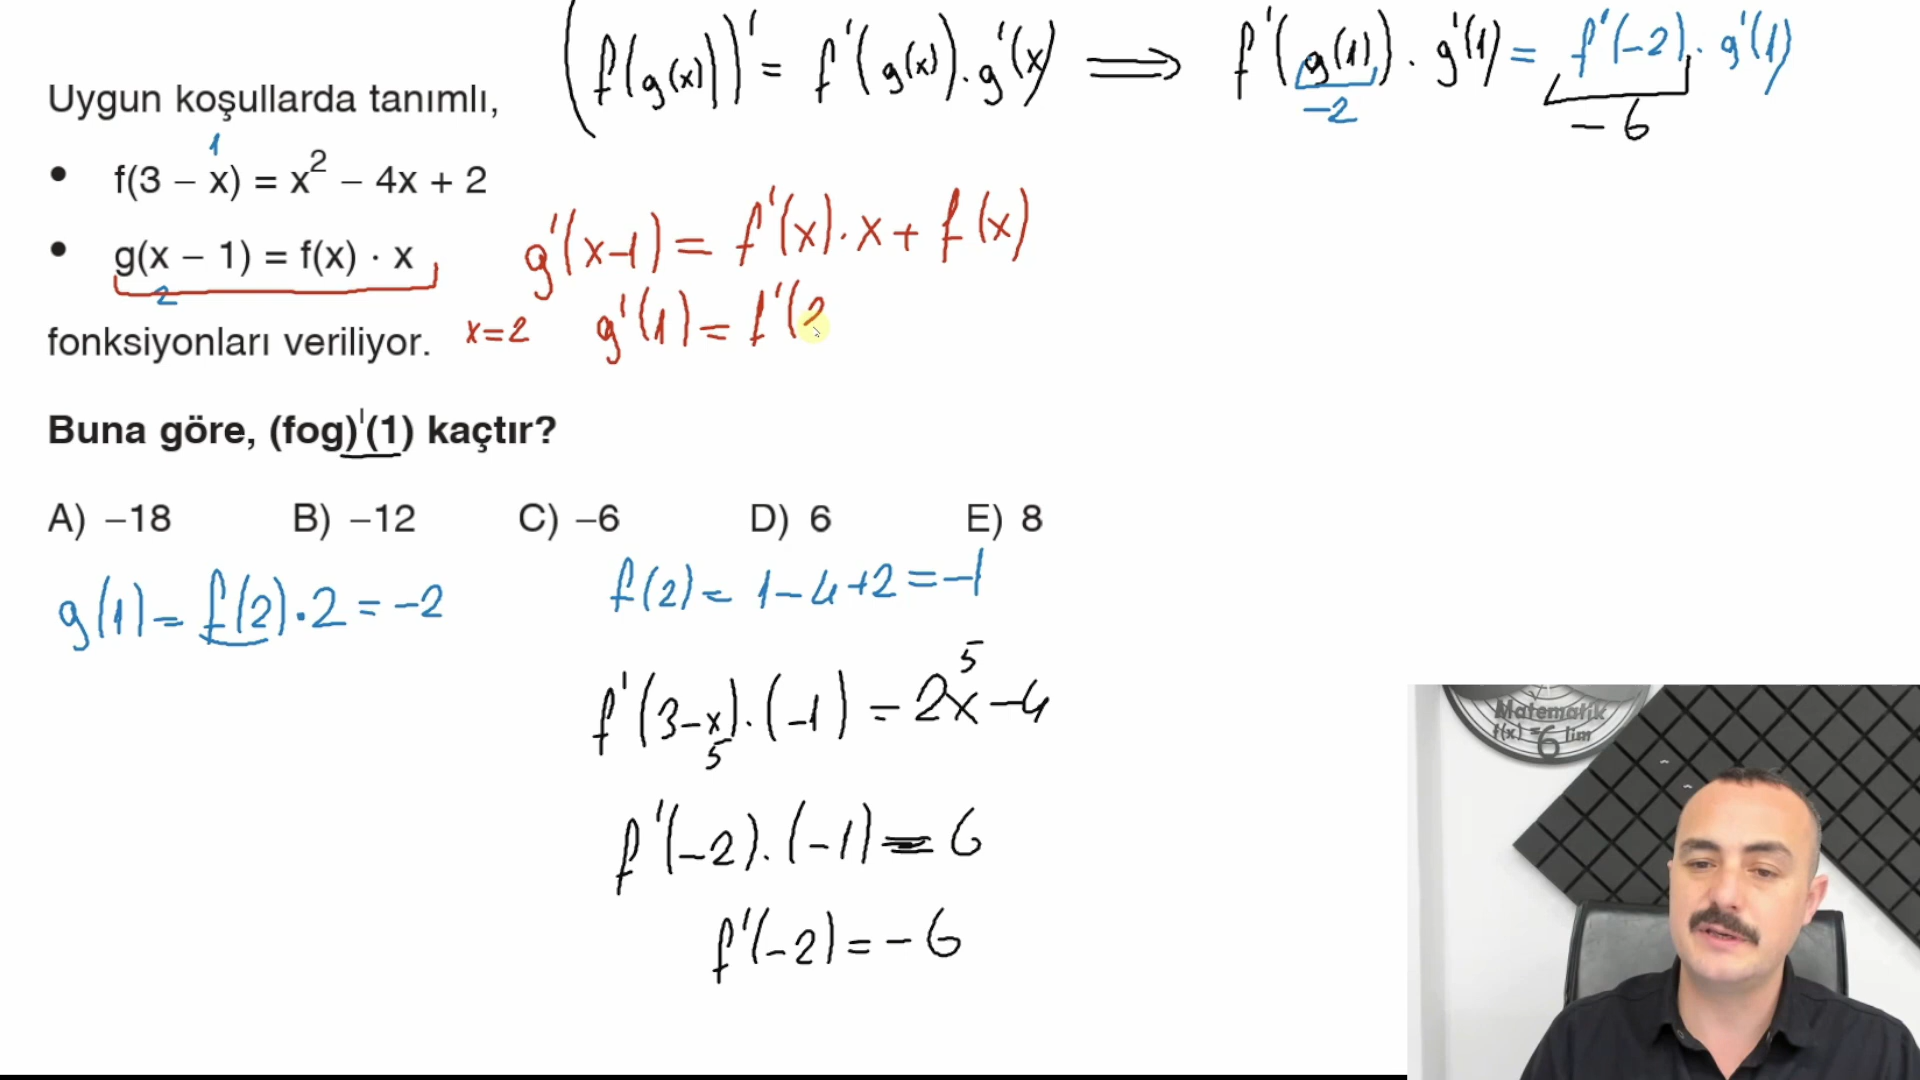 (f(g(x)))' = f'(g(x)).g'(x) ⟹ f'(g(1)).g'(1) = f'(-2).g'(1)
-2
-6
Uygun koşullarda tanımlı,
1
• f(3 – x) = x² – 4x + 2
• g(x – 1) = f(x) · x
2
g'(x-1) = f'(x).x + f(x)
fonksiyonları veriliyor.
x=2 g'(1) = f'(2
Buna göre, (fog)'(1) kaçtır?
A) –18 B) –12 C) –6 D) 6 E) 8
g(1) = f(2).2 = -2
f(2) = 1-4+2 = -1
5
f'(3-x).(-1) = 2x-4
5
f'(-2).(-1) = 6
f'(-2) = -6
Matematik
f(x) = 6 lim